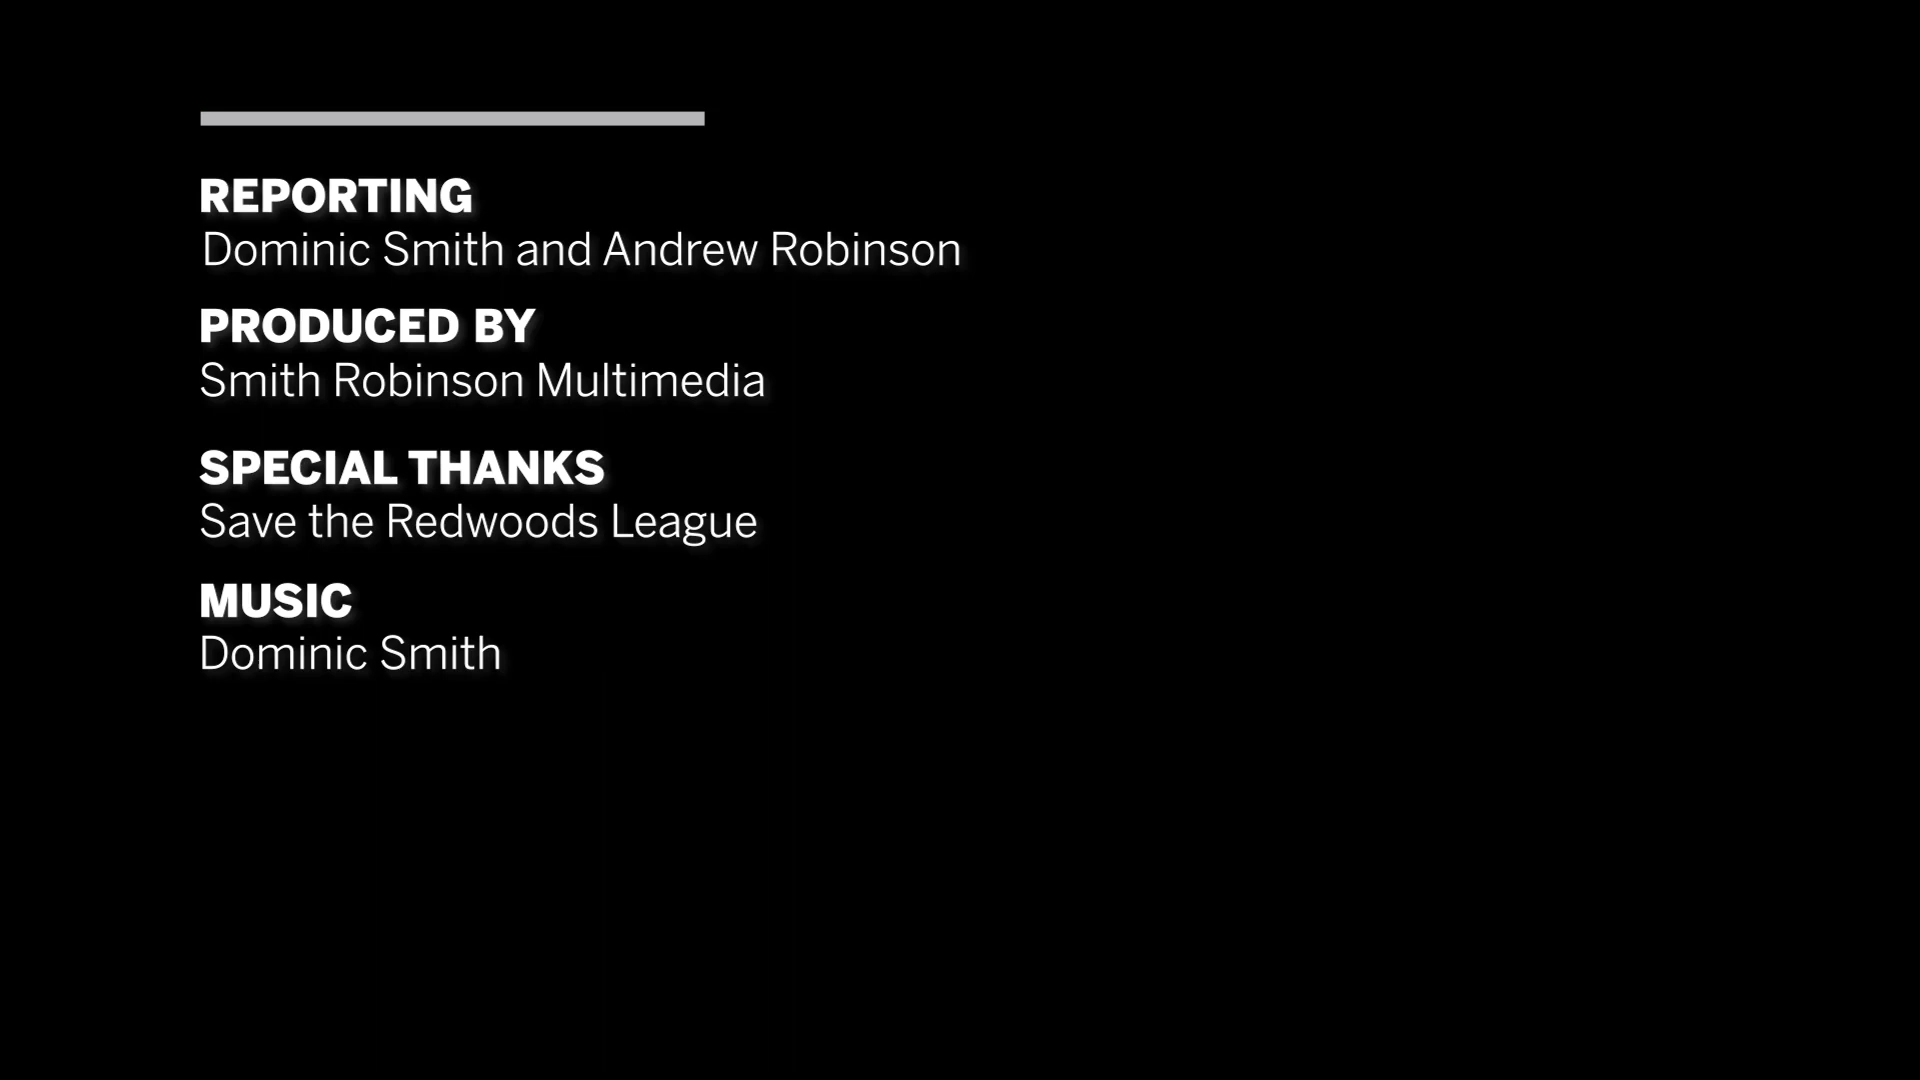 REPORTING
Dominic Smith and Andrew Robinson
PRODUCED BY
Smith Robinson Multimedia
SPECIAL THANKS
Save the Redwoods League
MUSIC
Dominic Smith